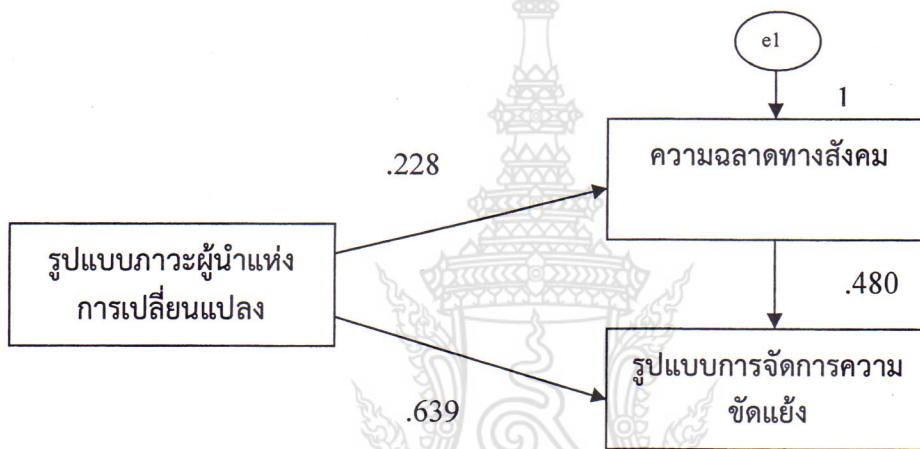 e1
1
ความฉลาดทางสังคม
.228
รูปแบบภาวะผู้นำแห่ง
การเปลี่ยนแปลง
.480
รูปแบบการจัดการความ
ขัดแย้ง
.639